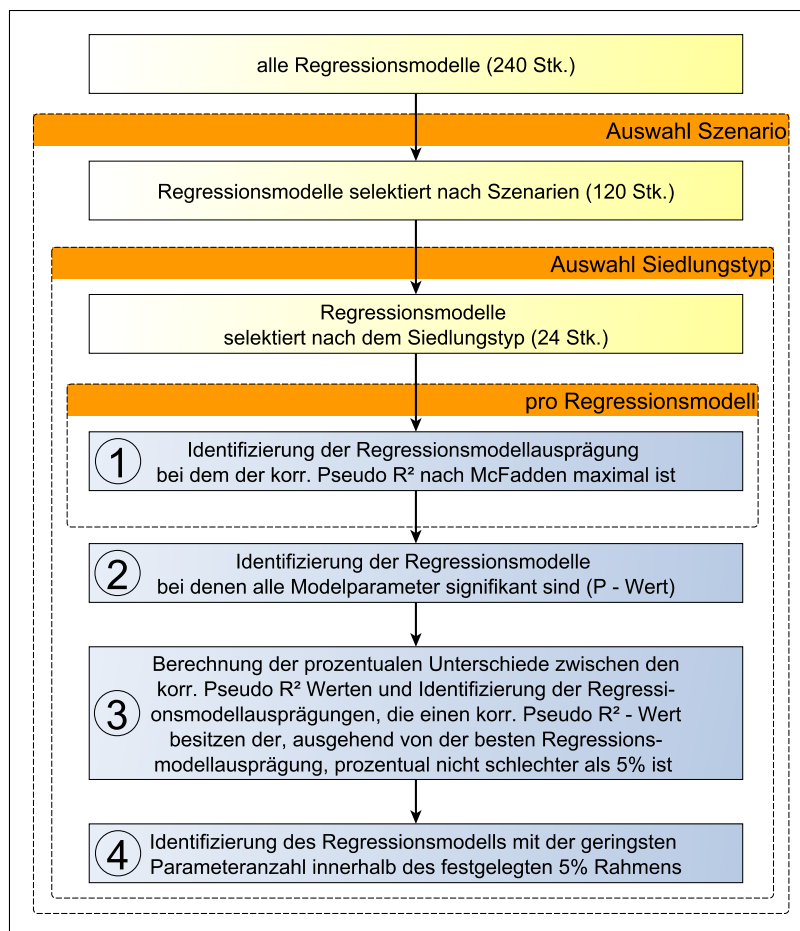 alle Regressionsmodelle (240 Stk.)
Auswahl Szenario
Regressionsmodelle selektiert nach Szenarien (120 Stk.)
Auswahl Siedlungstyp
Regressionsmodelle
selektiert nach dem Siedlungstyp (24 Stk.)
pro Regressionsmodell
1
Identifizierung der Regressionsmodellausprägung
bei dem der korr. Pseudo R² nach McFadden maximal ist
2
Identifizierung der Regressionsmodelle
bei denen alle Modelparameter signifikant sind (P - Wert)
3
Berechnung der prozentualen Unterschiede zwischen den
korr. Pseudo R² Werten und Identifizierung der Regressi-
onsmodellausprägungen, die einen korr. Pseudo R² - Wert
besitzen der, ausgehend von der besten Regressions-
modellausprägung, prozentual nicht schlechter als 5% ist
4
Identifizierung des Regressionsmodells mit der geringsten
Parameteranzahl innerhalb des festgelegten 5% Rahmens